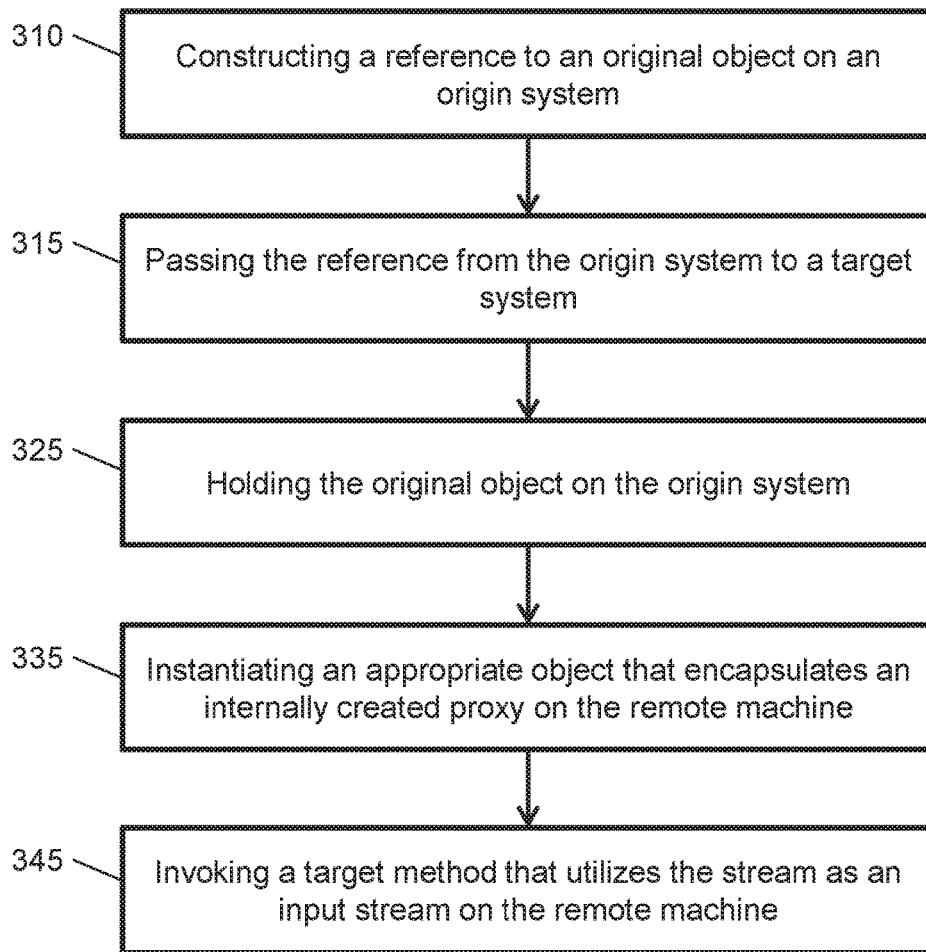 310
Constructing a reference to an original object on an
origin system
315
Passing the reference from the origin system to a target
system
325
Holding the original object on the origin system
335
Instantiating an appropriate object that encapsulates an
internally created proxy on the remote machine
345
Invoking a target method that utilizes the stream as an
input stream on the remote machine